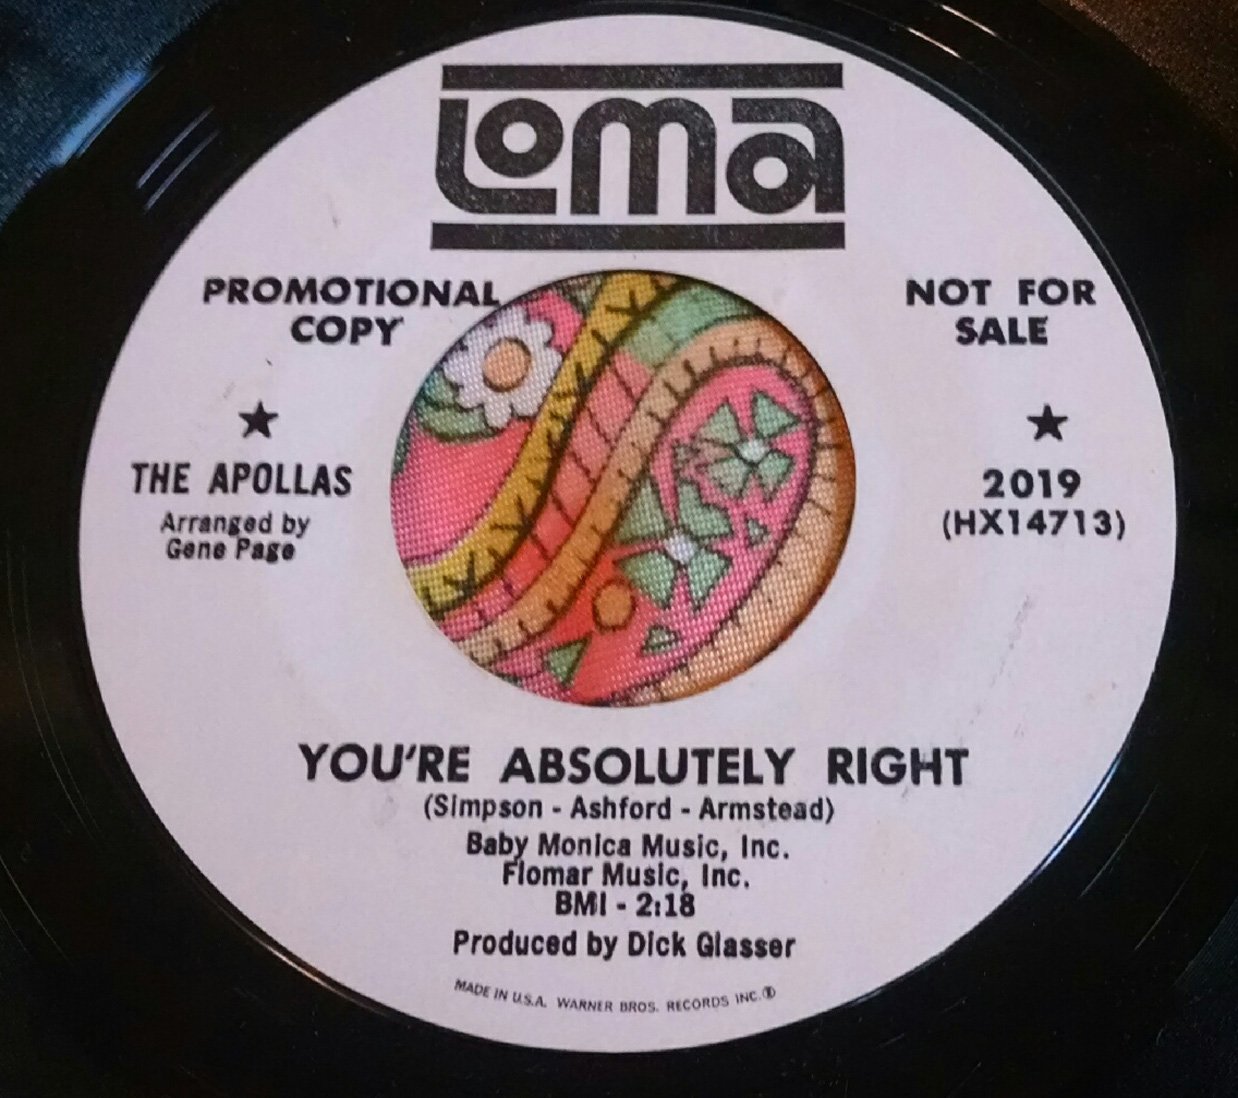 Loma
PROMOTIONAL
COPY
NOT FOR
SALE
THE APOLLAS
Arranged by
Gene Page
2019
(HX14713)
YOU'RE ABSOLUTELY RIGHT
(Simpson - Ashford - Armstead)
Baby Monica Music, Inc.
Flomar Music, Inc.
BMI - 2:18
Produced by Dick Glasser
MADE IN U.S.A. WARNER BROS. RECORDS INC.